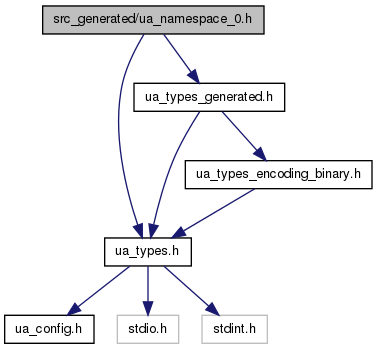 src_generated/ua_namespace_0.h
ua_types_generated.h
ua_types_encoding_binary.h
ua_types.h
ua_config.h
stdio.h
stdint.h